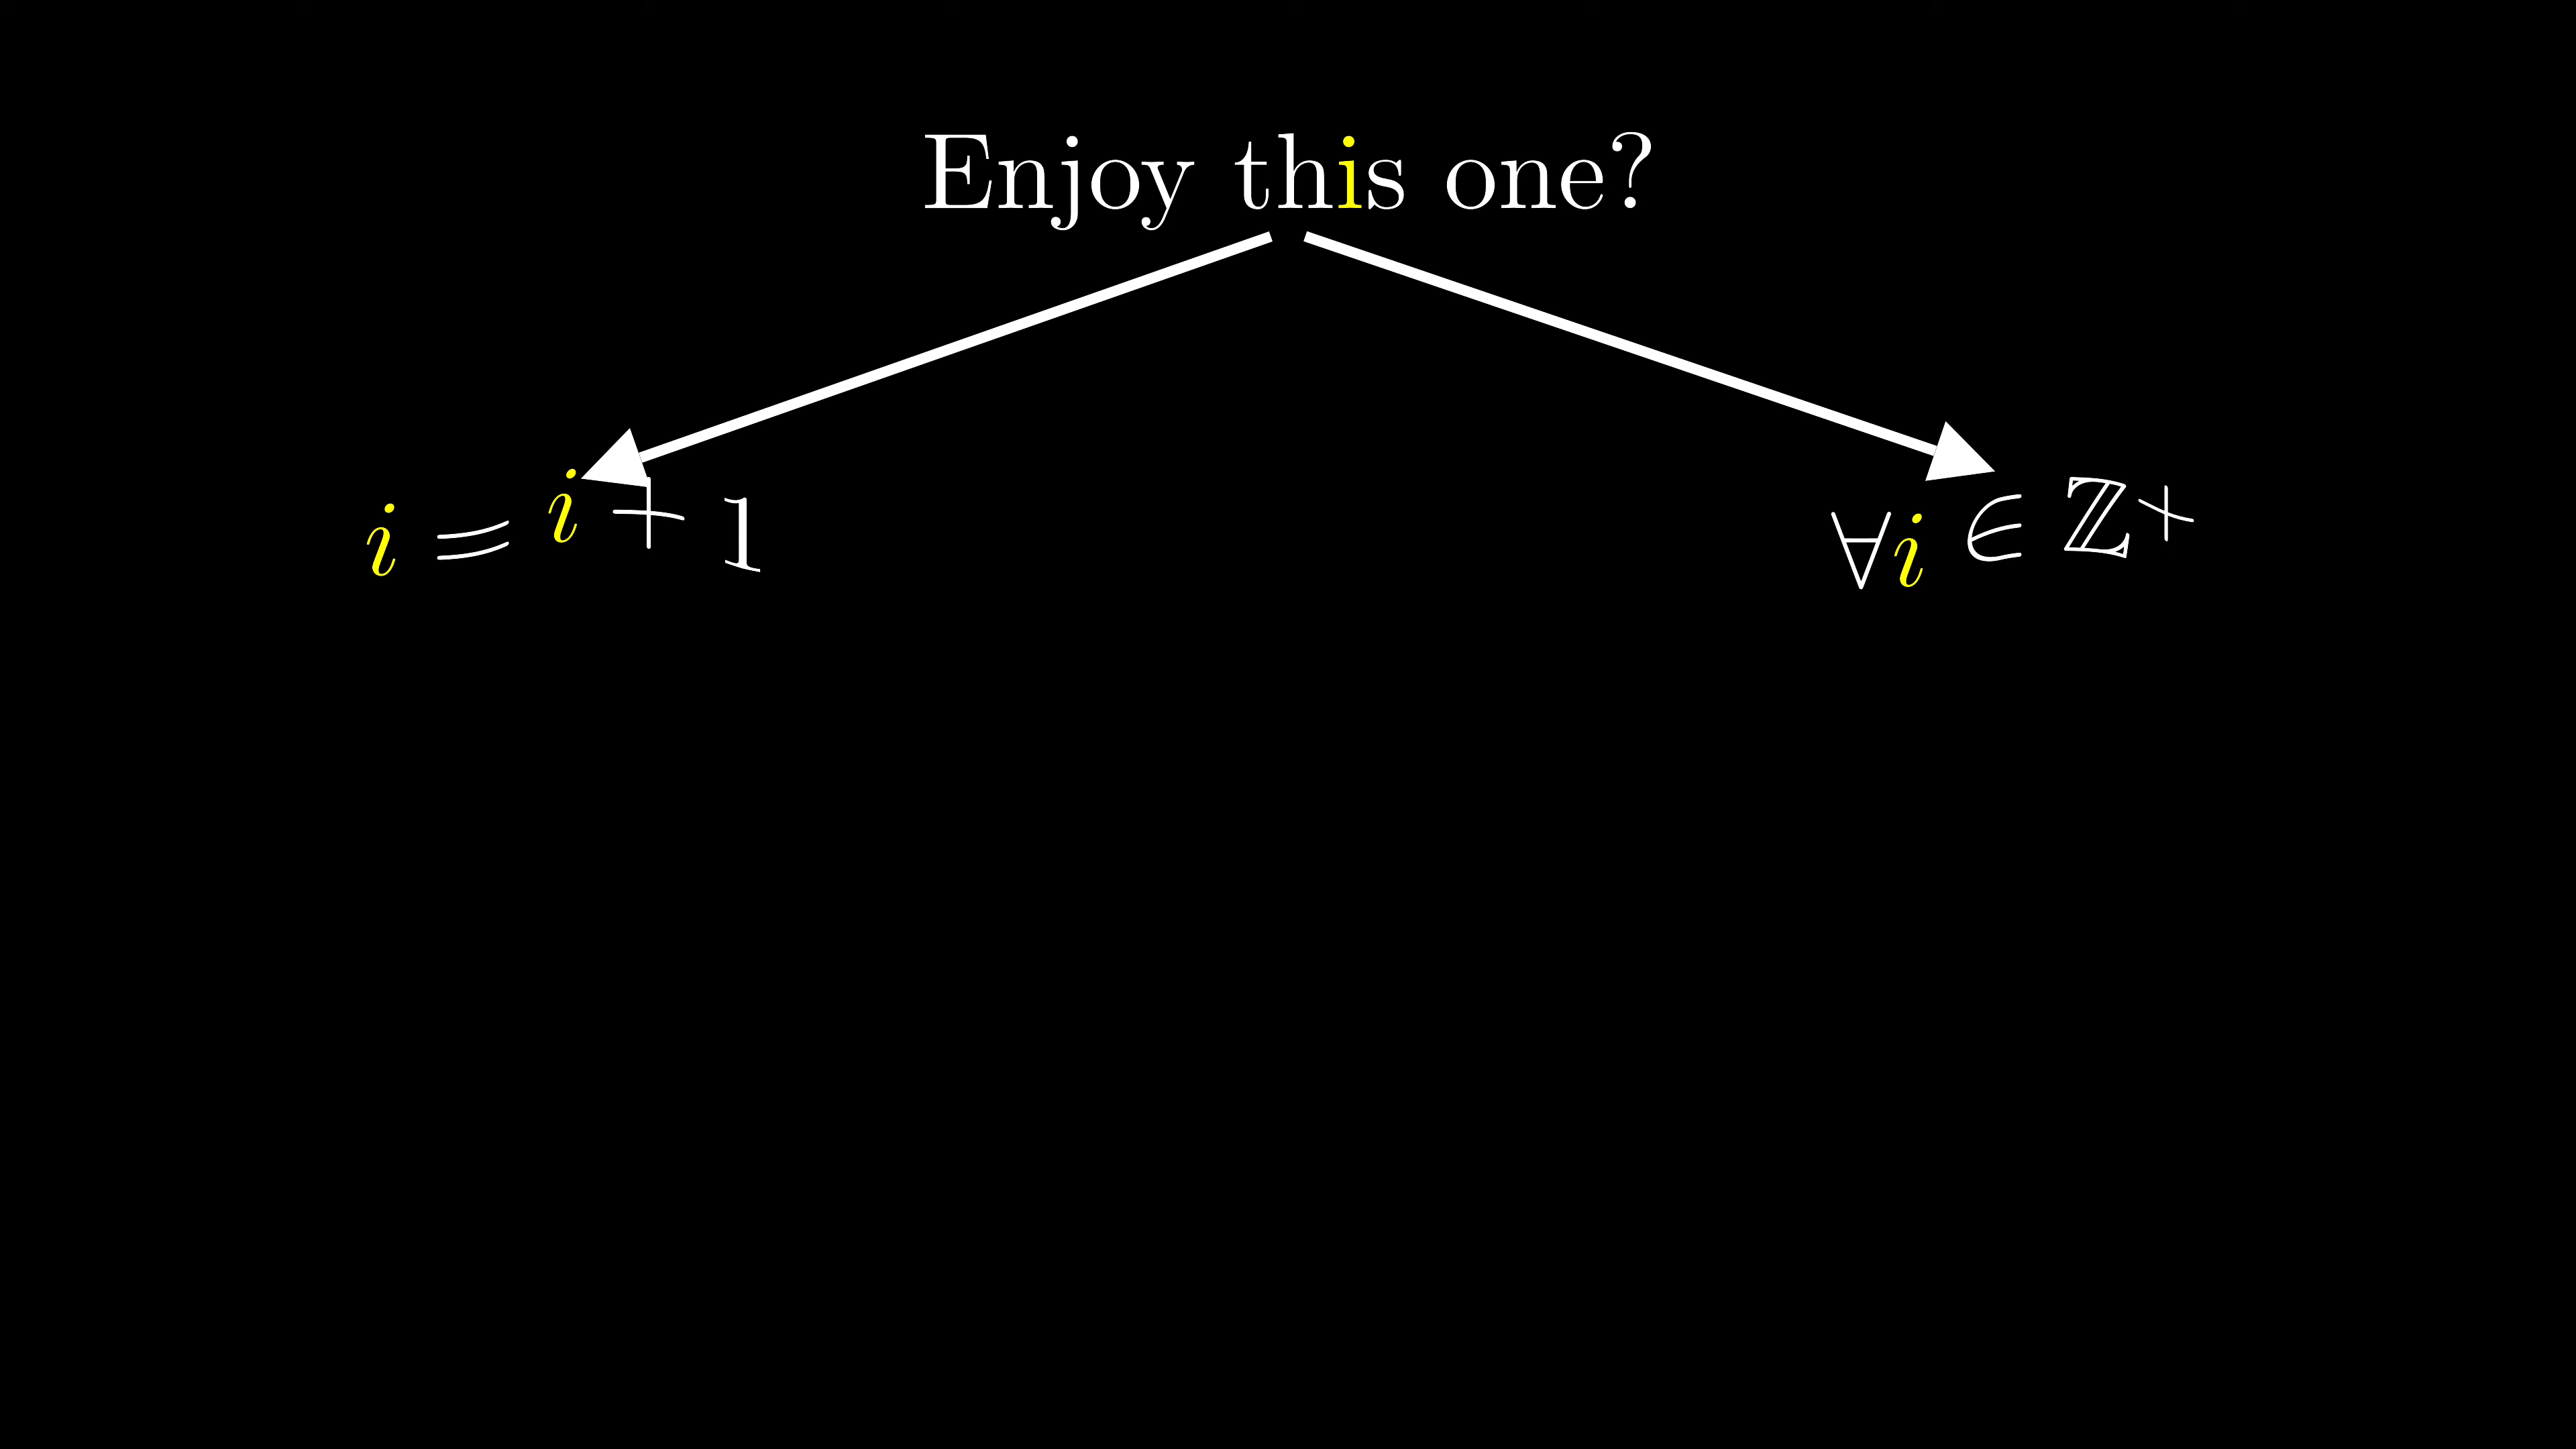 Enjoy this one?
i = i + 1
∀i ∈ ℤ⁺